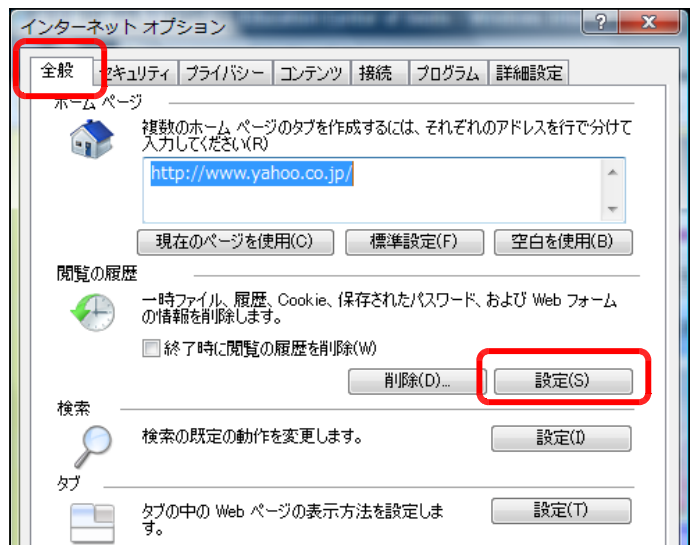 インターネット オプション
全般 セキュリティ プライバシー コンテンツ 接続 プログラム 詳細設定
ホーム ページ
複数のホーム ページのタブを作成するには、それぞれのアドレスを行で分けて
入力してください(R)
http://www.yahoo.co.jp/
現在のページを使用(C) 標準設定(F) 空白を使用(B)
閲覧の履歴
一時ファイル、履歴、Cookie、保存されたパスワード、および Web フォーム
の情報を削除します。
終了時に閲覧の履歴を削除(W)
削除(D)... 設定(S)
検索
検索の既定の動作を変更します。
設定(I)
タブ
タブの中の Web ページの表示方法を設定しま
す。
設定(T)